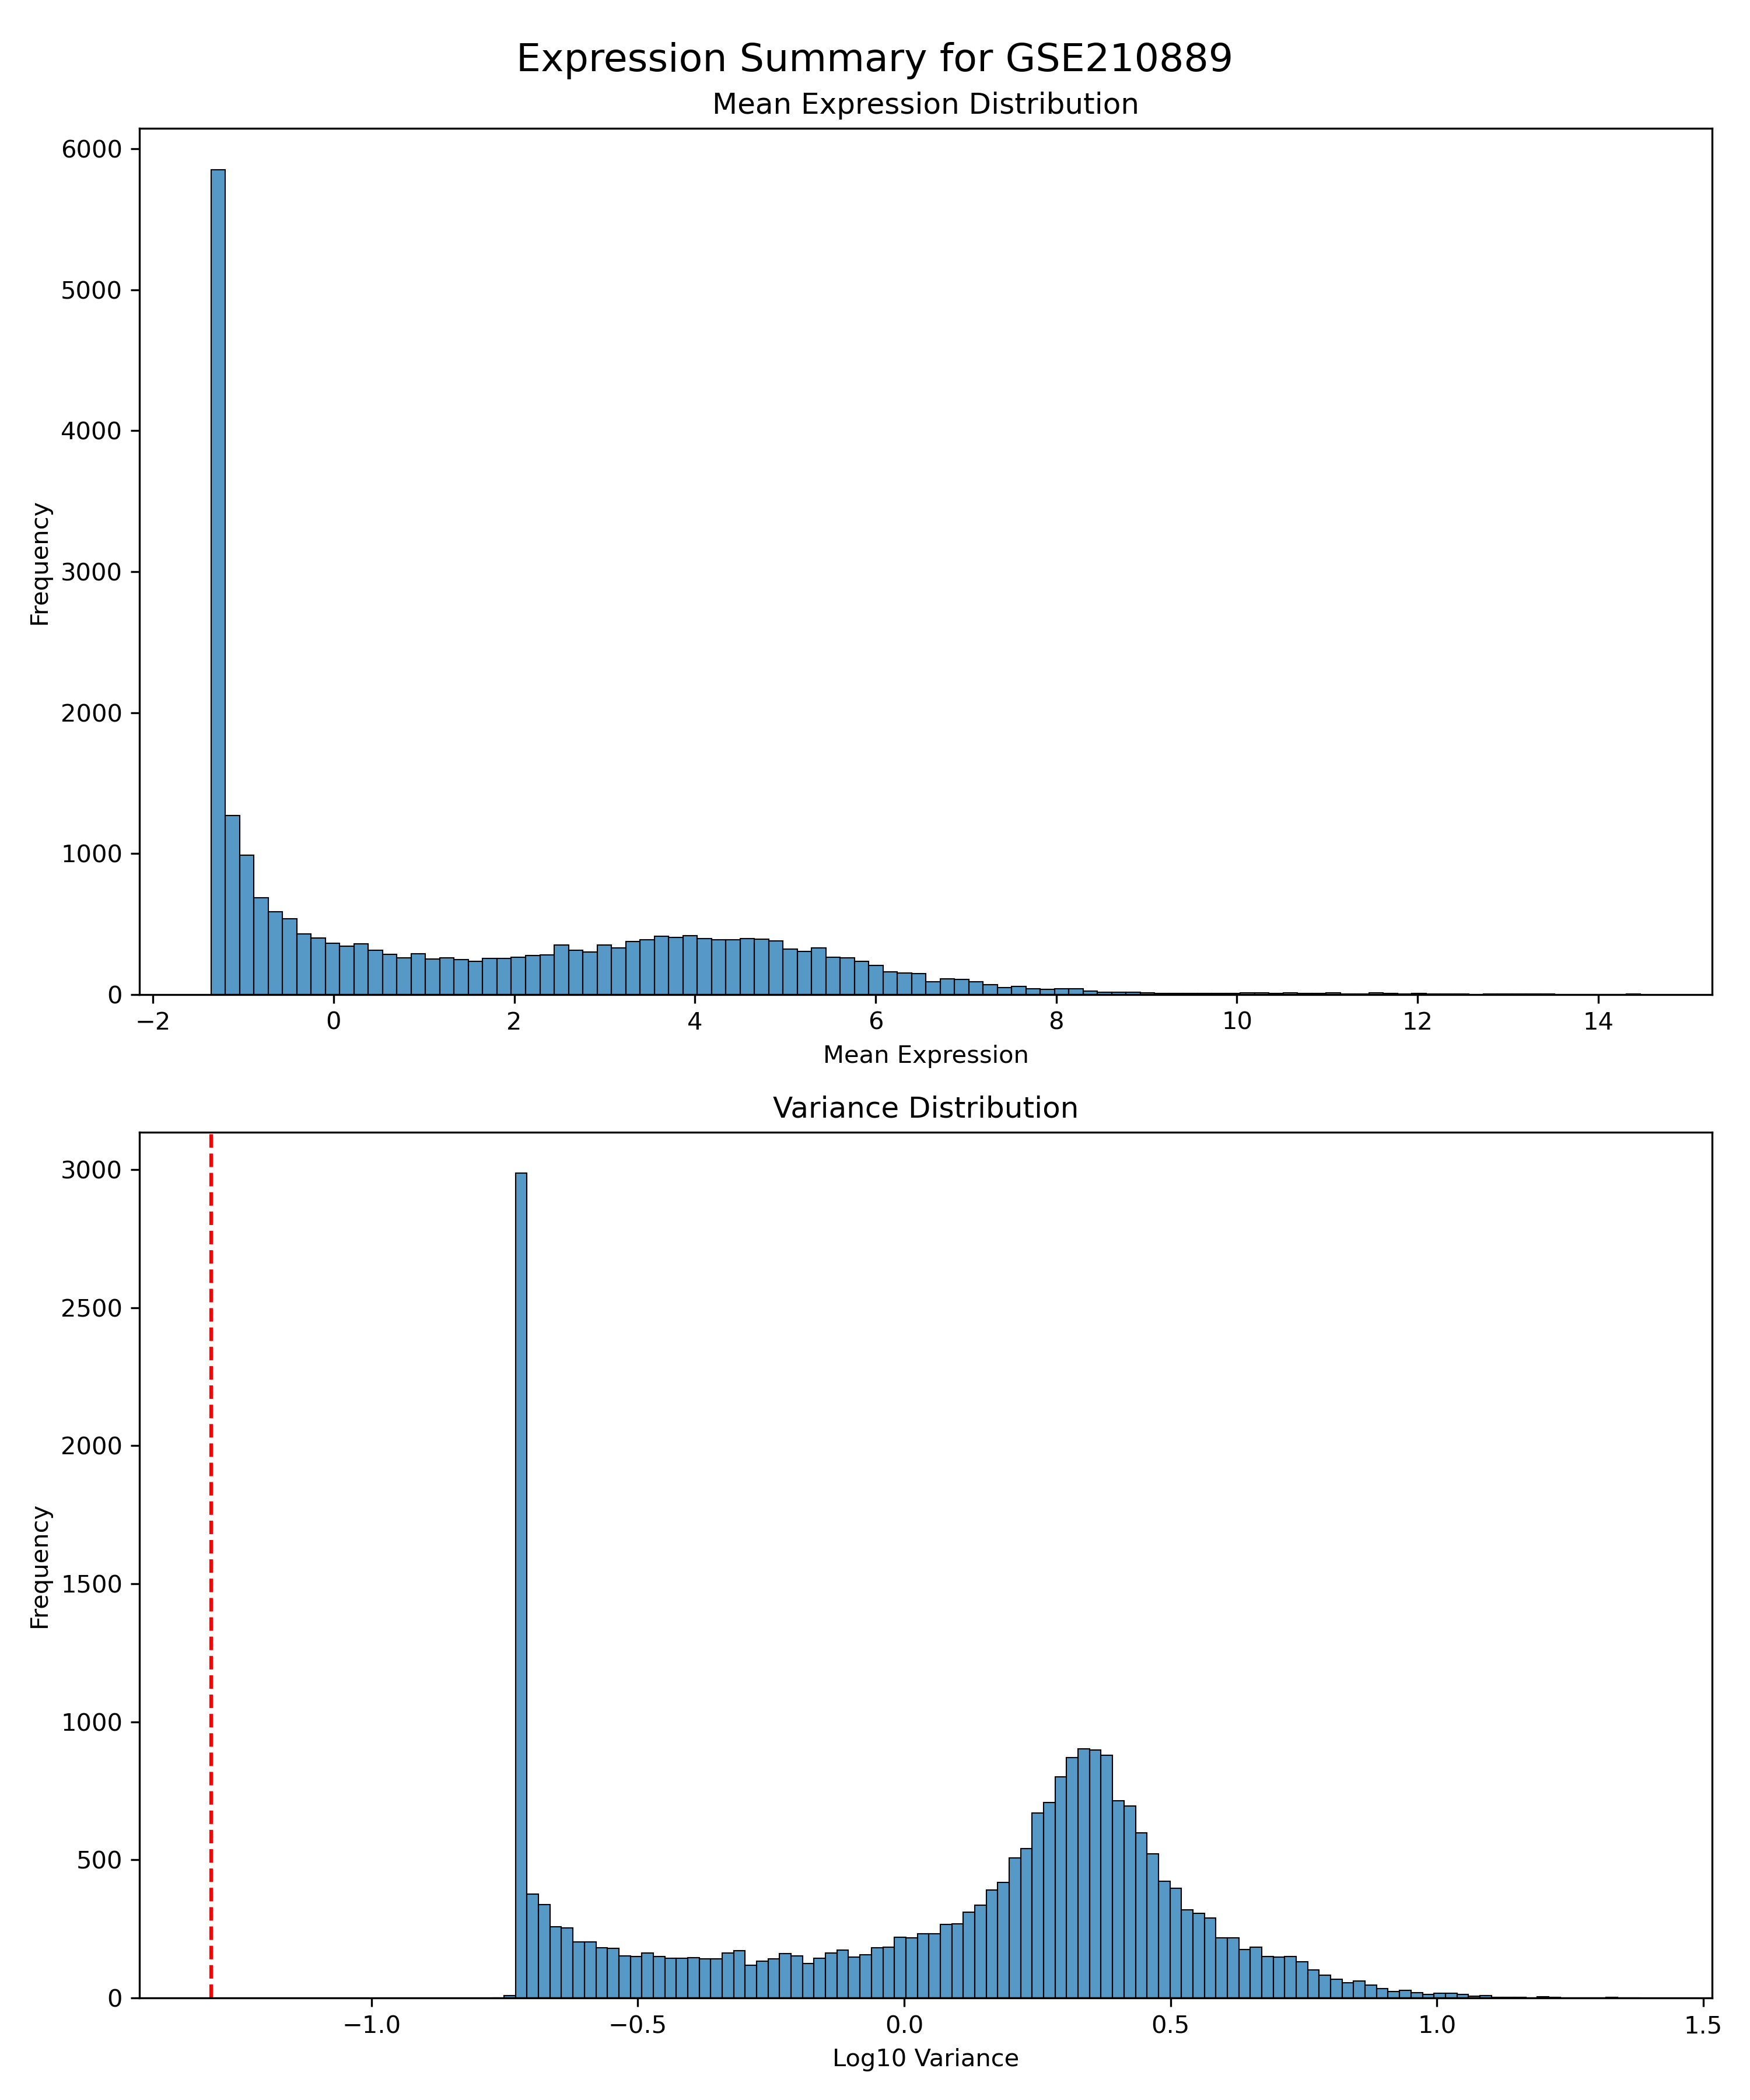 Expression Summary for GSE210889
Mean Expression Distribution
6000
5000
4000
3000
2000
1000
0
Frequency
−2 0 2 4 6 8 10 12 14
Mean Expression
Variance Distribution
3000
2500
2000
1500
1000
500
0
Frequency
−1.0 −0.5 0.0 0.5 1.0 1.5
Log10 Variance